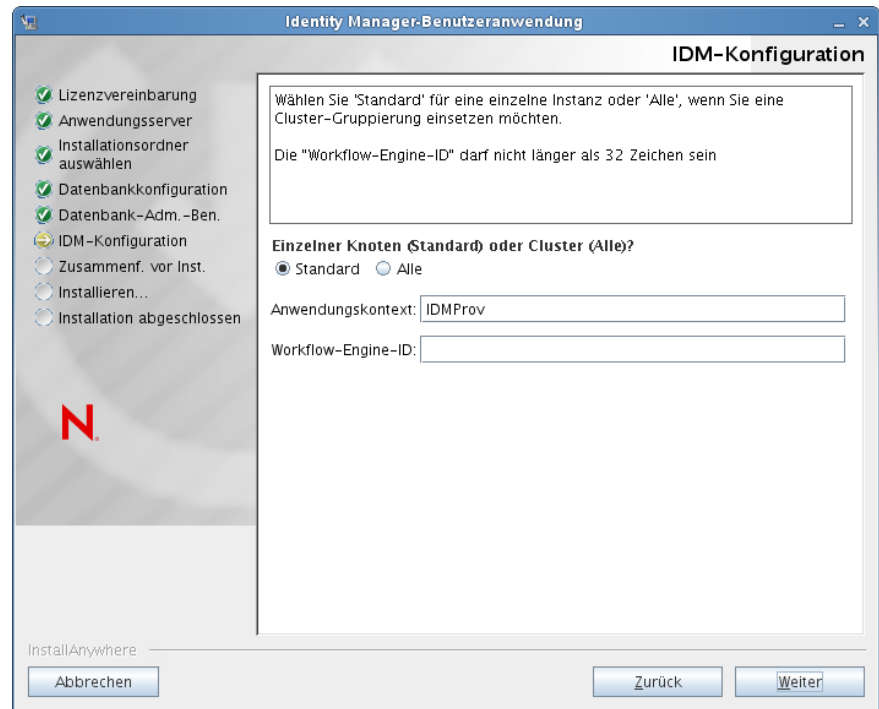 Identity Manager-Benutzeranwendung
IDM-Konfiguration
Lizenzvereinbarung
Anwendungsserver
Installationsordner
auswählen
Datenbankkonfiguration
Datenbank-Adm.-Ben.
IDM-Konfiguration
Zusammenf. vor Inst.
Installieren...
Installation abgeschlossen
N
Wählen Sie 'Standard' für eine einzelne Instanz oder 'Alle', wenn Sie eine
Cluster-Gruppierung einsetzen möchten.
Die "Workflow-Engine-ID" darf nicht länger als 32 Zeichen sein
Einzelner Knoten (Standard) oder Cluster (Alle)?
Standard Alle
Anwendungskontext: IDMProv
Workflow-Engine-ID:
InstallAnywhere
Abbrechen Zurück Weiter